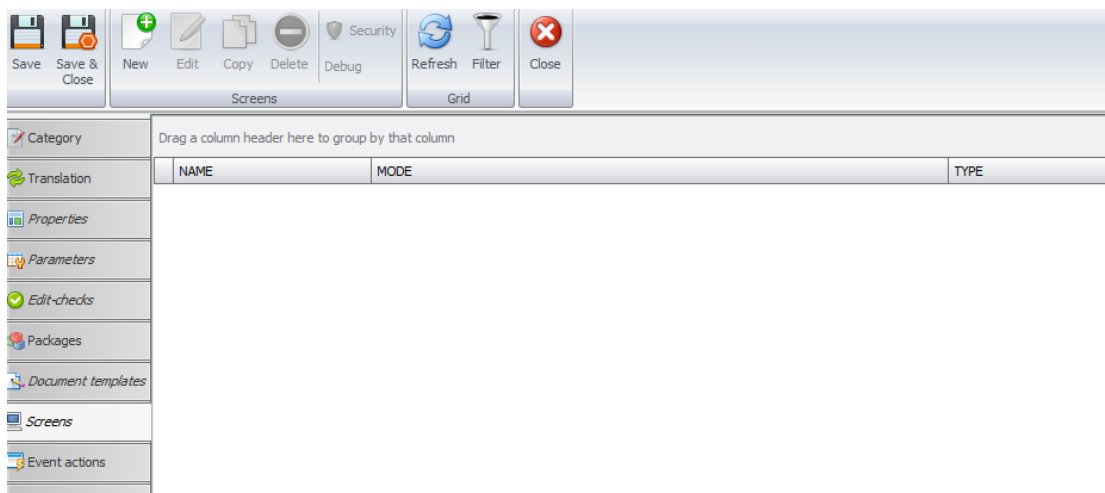 Save Save & Close New Edit Copy Delete Security Debug Refresh Filter Close
Screens Grid
Category
Drag a column header here to group by that column
NAME MODE TYPE
Translation
Properties
Parameters
Edit-checks
Packages
Document templates
Screens
Event actions